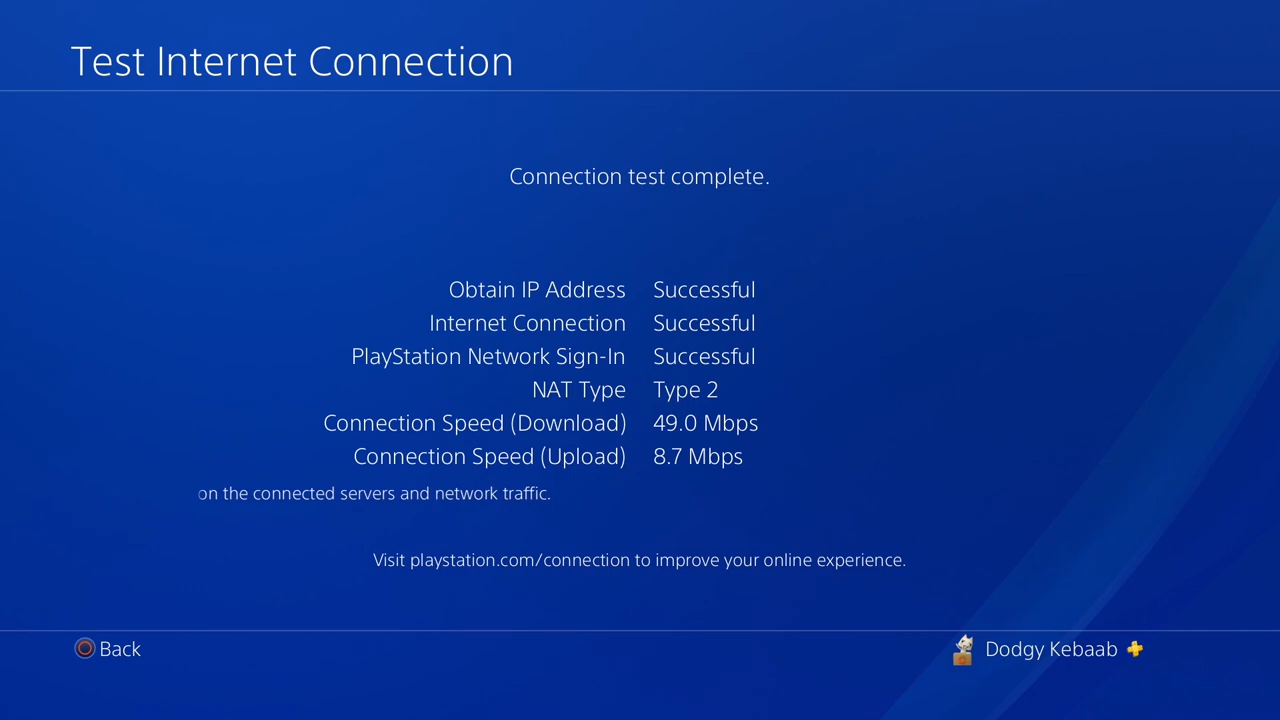 Test Internet Connection
Connection test complete.
Obtain IP Address Successful
Internet Connection Successful
PlayStation Network Sign-In Successful
NAT Type Type 2
Connection Speed (Download) 49.0 Mbps
Connection Speed (Upload) 8.7 Mbps
on the connected servers and network traffic.
Visit playstation.com/connection to improve your online experience.
Back Dodgy Kebaab